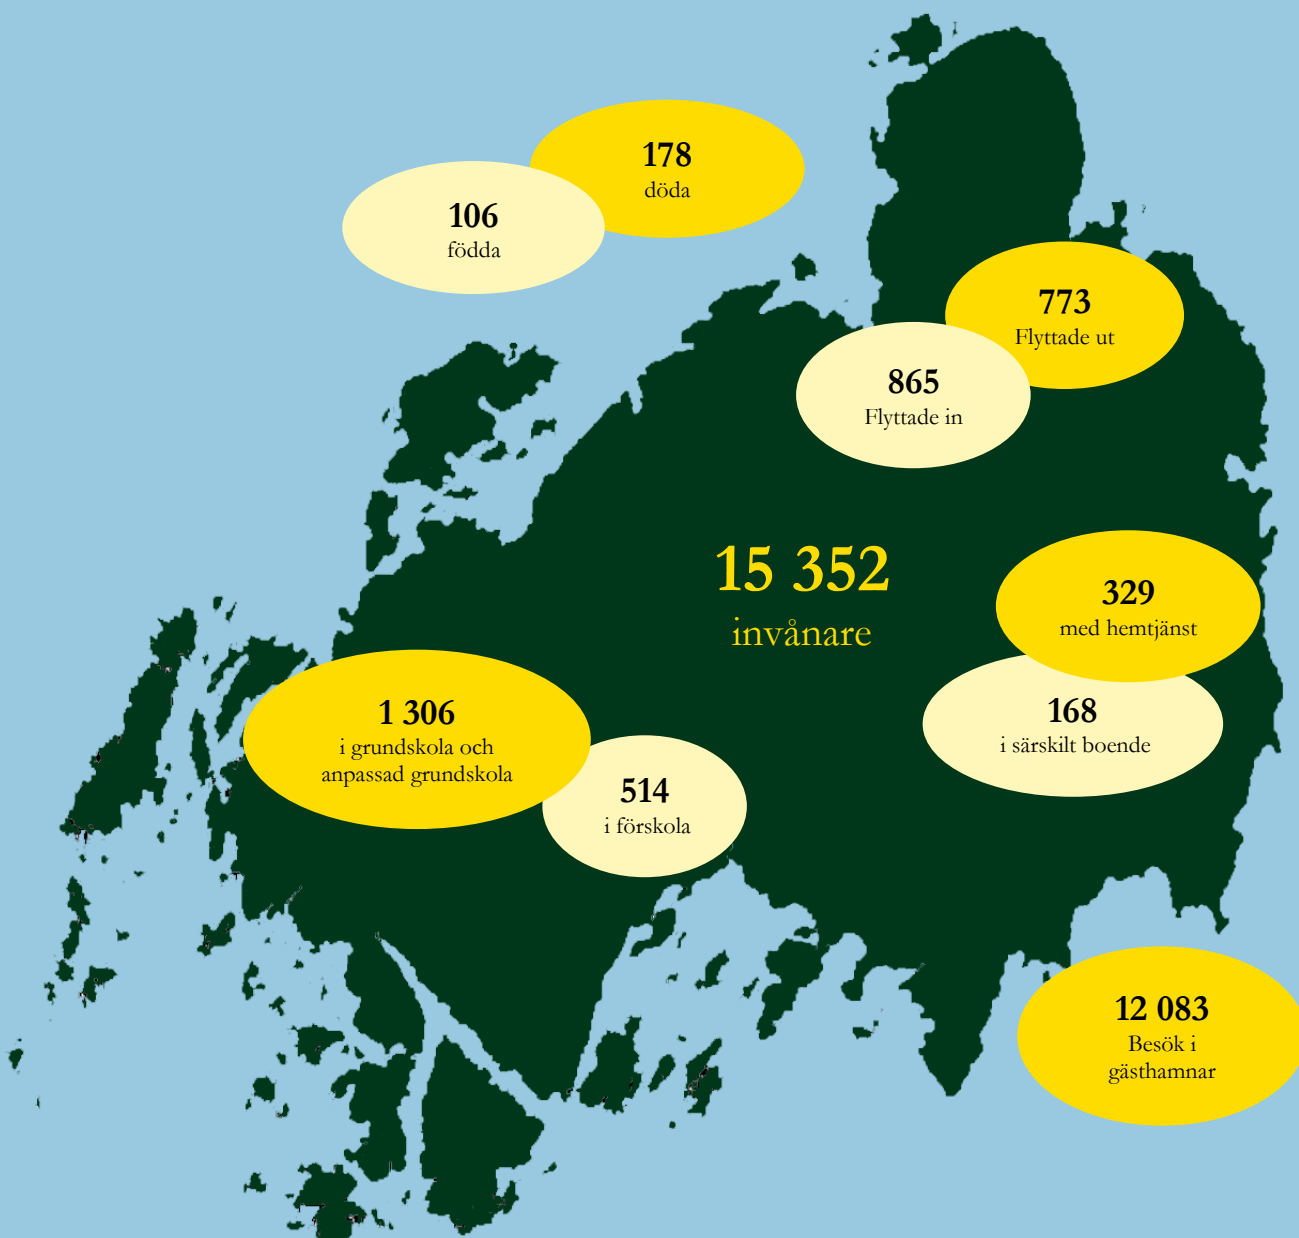 178
döda
106
födda
773
Flyttade ut
865
Flyttade in
15 352
invånare
329
med hemtjänst
168
i särskilt boende
1 306
i grundskola och
anpassad grundskola
514
i förskola
12 083
Besök i
gästhamnar